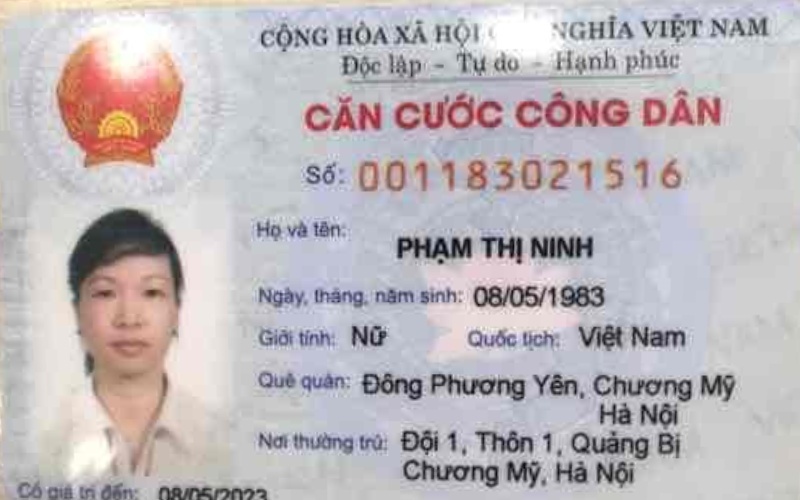 CỘNG HÒA XÃ HỘI NGHĨA VIỆT NAM
Độc lập - Tự do - Hạnh phúc
CĂN CƯỚC CÔNG DÂN
Số: 001183021516
Họ và tên:
PHẠM THỊ NINH
Ngày, tháng, năm sinh: 08/05/1983
Giới tính: Nữ Quốc tịch: Việt Nam
Quê quán: Đông Phương Yên, Chương Mỹ
Hà Nội
Nơi thường trú: Đội 1, Thôn 1, Quảng Bị
Chương Mỹ, Hà Nội
Có giá trị đến: 08/05/2023